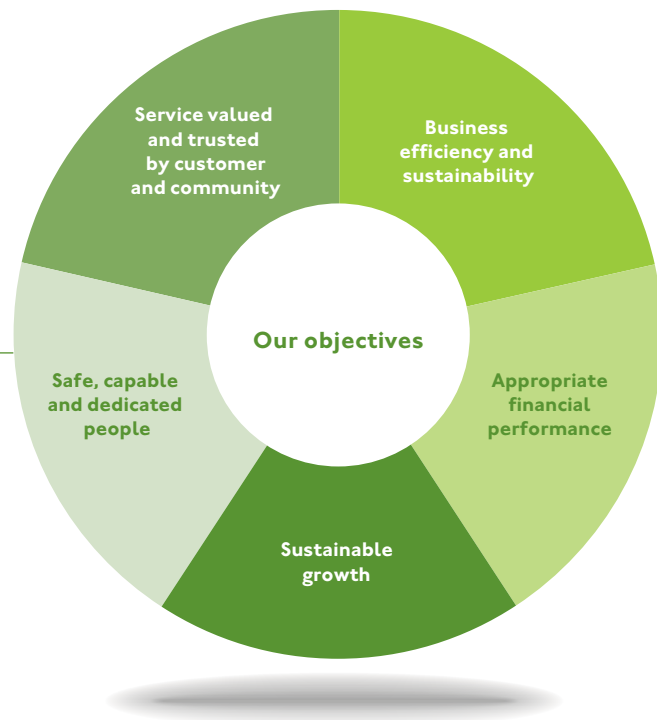 Service valued
and trusted
by customer
and community
Business
efficiency and
sustainability
Our objectives
Safe, capable
and dedicated
people
Appropriate
financial
performance
Sustainable
growth